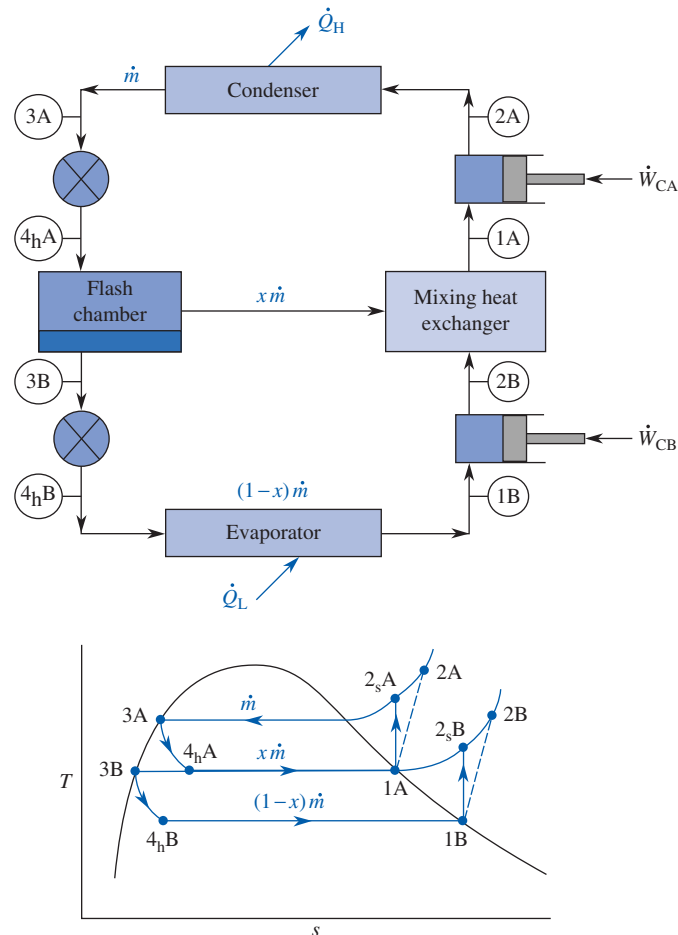 Q̇H
ṁ
Condenser
3A
2A
ẆCA
4hA
1A
Flash chamber
xṁ
Mixing heat exchanger
3B
2B
ẆCB
4hB
(1−x)ṁ
1B
Evaporator
Q̇L
2sA
2A
3A
ṁ
2sB
2B
4hA
xṁ
3B
T
1A
(1−x)ṁ
4hB
1B
s